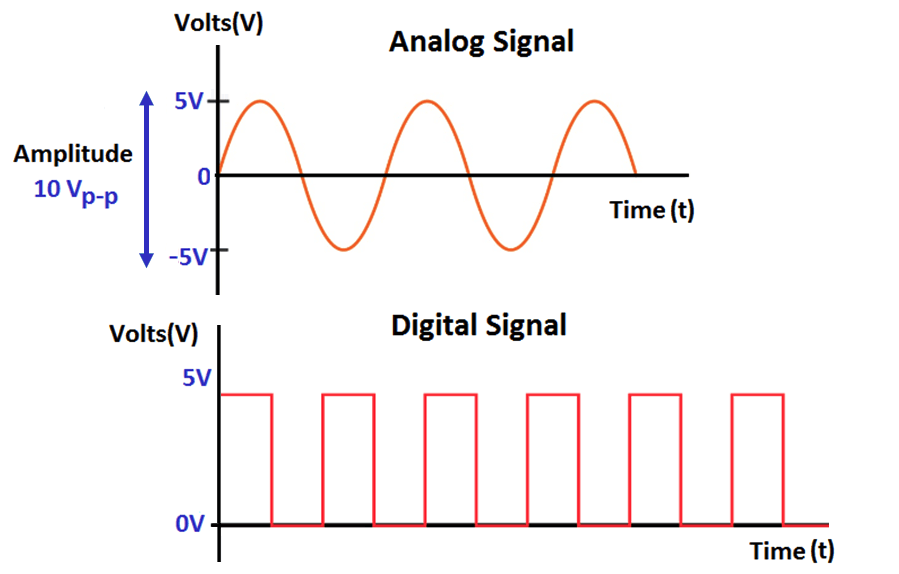 Volts(V)
Analog Signal
5V
Amplitude
10 Vp-p
0
Time (t)
-5V
Digital Signal
Volts(V)
5V
0V
Time (t)